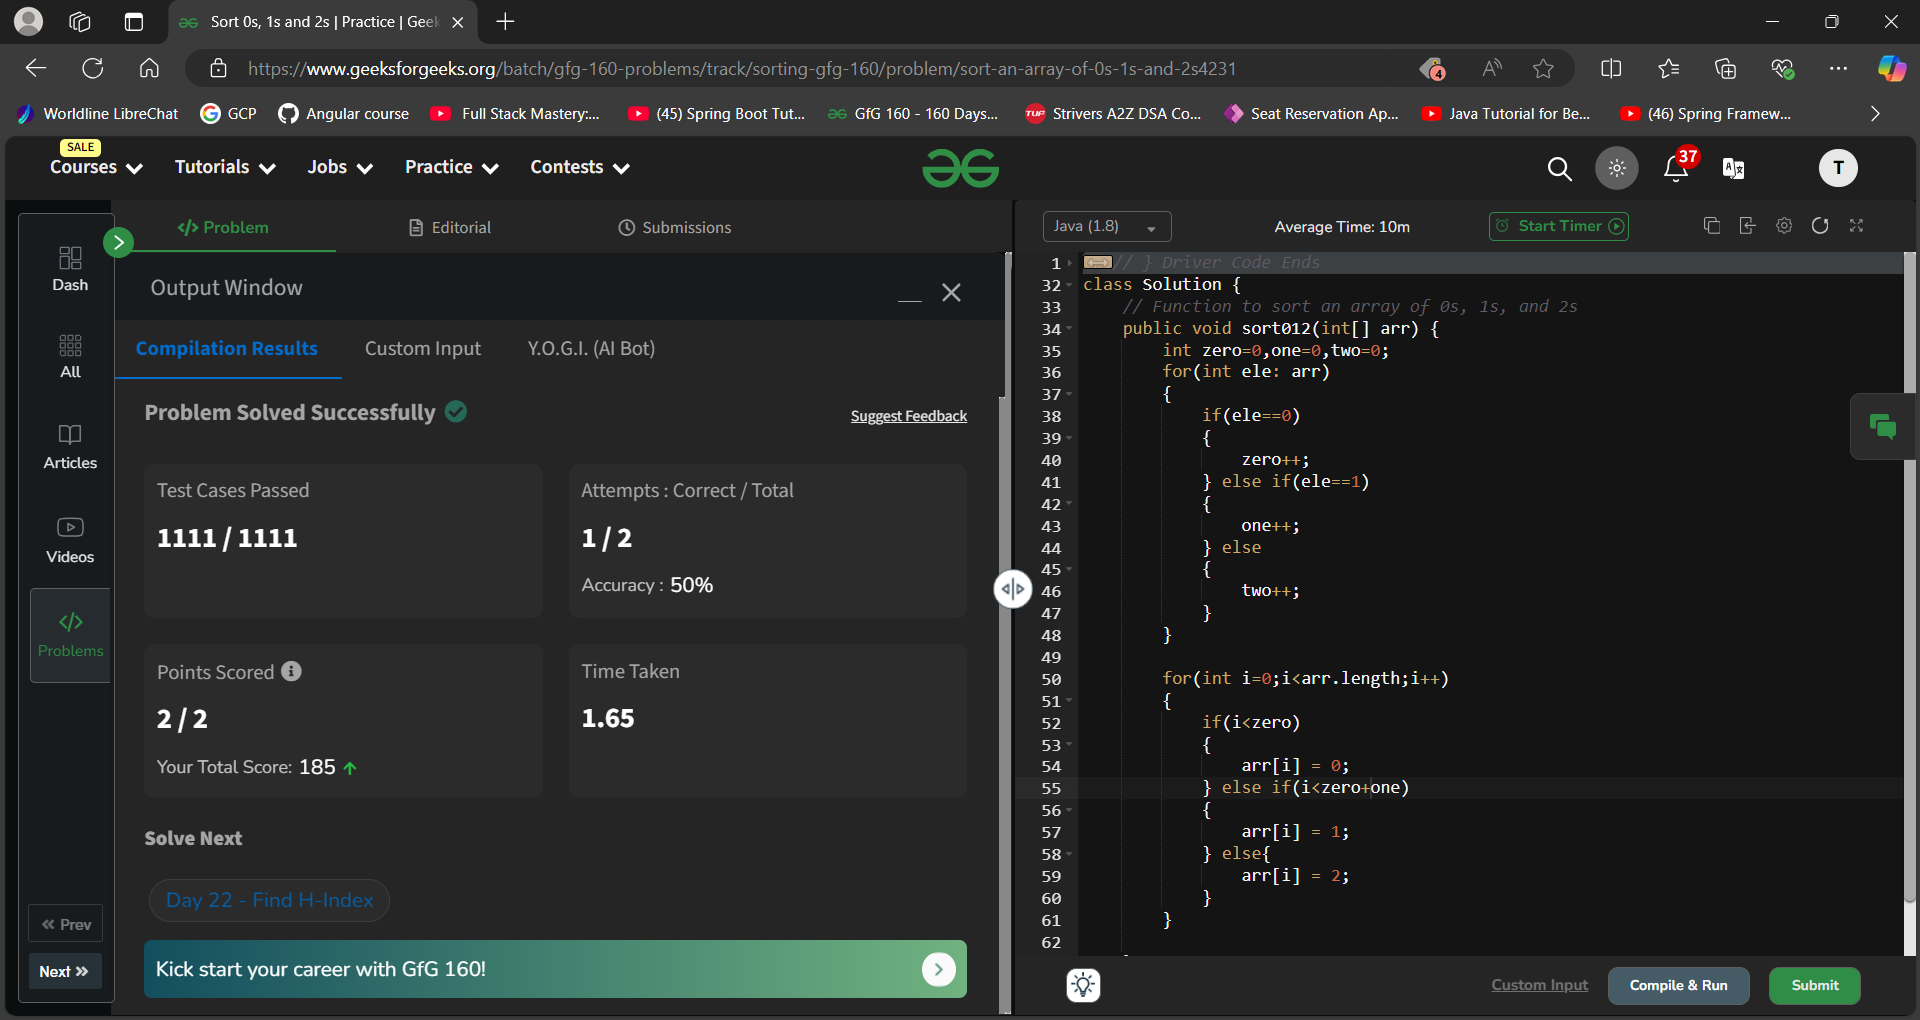 Sort 0s, 1s and 2s | Practice | Geek
https://www.geeksforgeeks.org/batch/gfg-160-problems/track/sorting-gfg-160/problem/sort-an-array-of-0s-1s-and-2s4231
4
Worldline LibreChat
GCP
Angular course
Full Stack Mastery:...
(45) Spring Boot Tut...
GfG 160 - 160 Days...
TUF
Strivers A2Z DSA Co...
Seat Reservation Ap...
Java Tutorial for Be...
(46) Spring Framew...
SALE
Courses
Tutorials
Jobs
Practice
Contests
37
T
Dash
All
Articles
Videos
</>
Problems
Prev
Next
</> Problem
Editorial
Submissions
Output Window
Compilation Results
Custom Input
Y.O.G.I. (AI Bot)
Problem Solved Successfully
Suggest Feedback
Test Cases Passed
1111 / 1111
Attempts : Correct / Total
1 / 2
Accuracy : 50%
Points Scored
2 / 2
Your Total Score: 185
Time Taken
1.65
Solve Next
Day 22 - Find H-Index
Kick start your career with GfG 160!
Java (1.8)
Average Time: 10m
Start Timer
1 // } Driver Code Ends
32 class Solution {
33 // Function to sort an array of 0s, 1s, and 2s
34 public void sort012(int[] arr) {
35 int zero=0,one=0,two=0;
36 for(int ele: arr)
37 {
38 if(ele==0)
39 {
40 zero++;
41 } else if(ele==1)
42 {
43 one++;
44 } else
45 {
46 two++;
47 }
48 }
49
50 for(int i=0;i<arr.length;i++)
51 {
52 if(i<zero)
53 {
54 arr[i] = 0;
55 } else if(i<zero+one)
56 {
57 arr[i] = 1;
58 } else{
59 arr[i] = 2;
60 }
61 }
62
Custom Input
Compile & Run
Submit